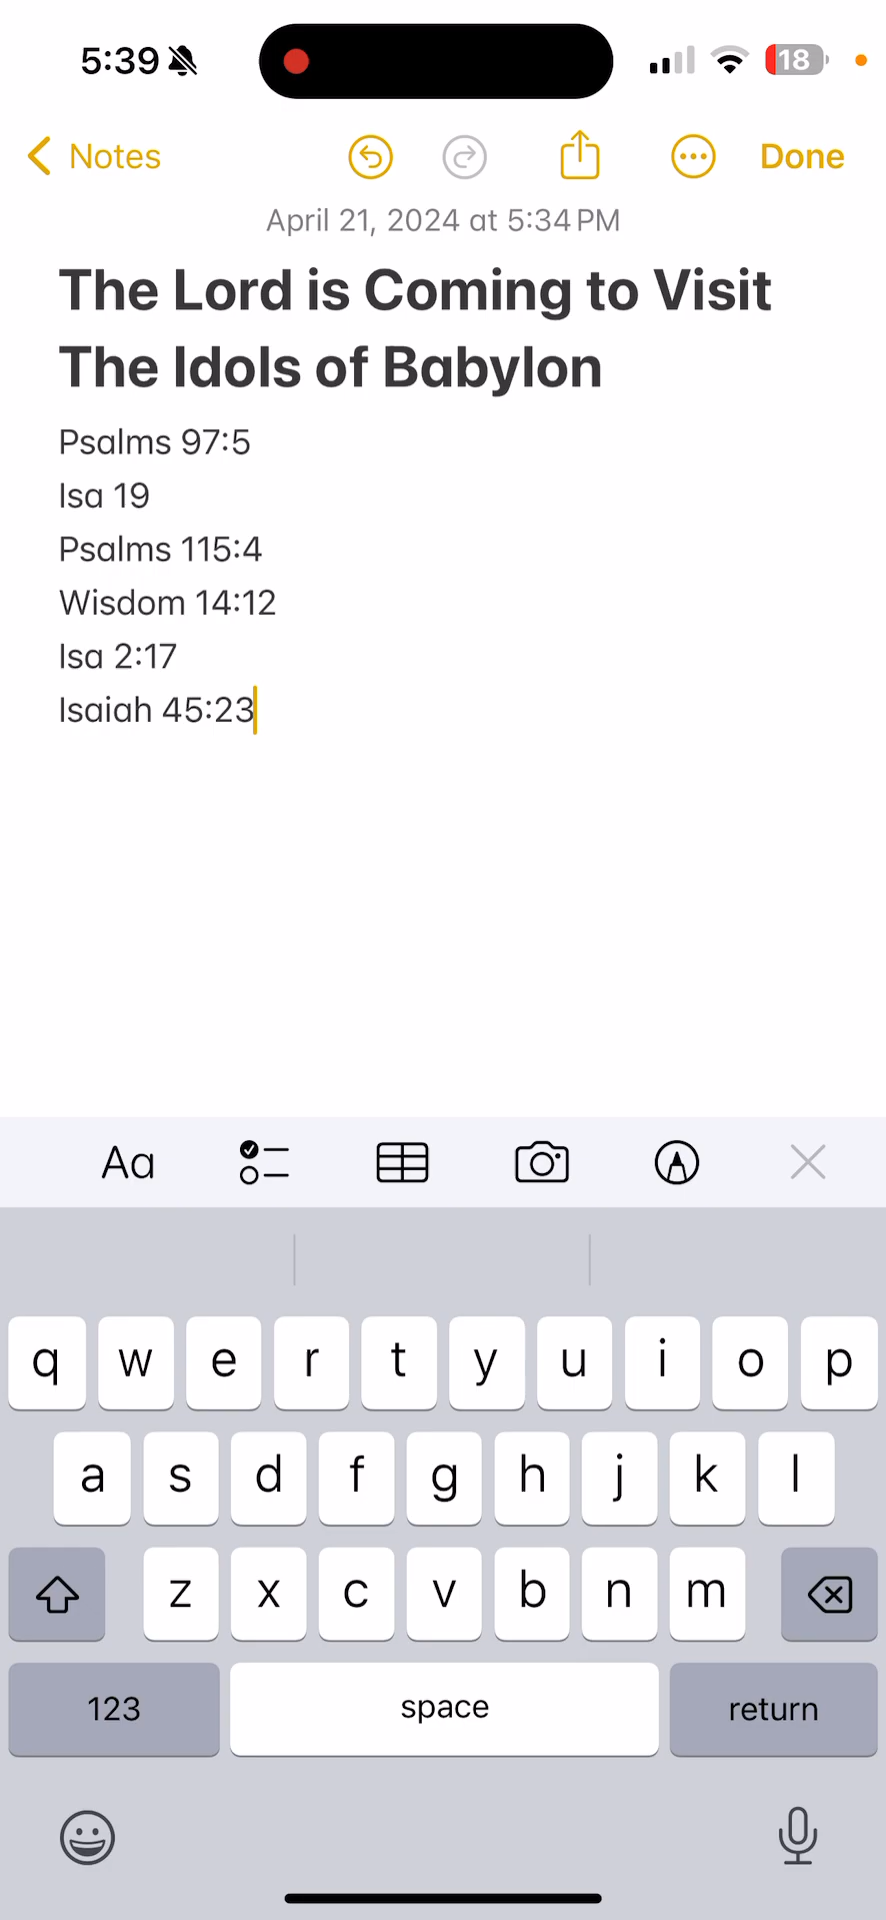 5:39
18
Notes
Done
April 21, 2024 at 5:34 PM
The Lord is Coming to Visit
The Idols of Babylon
Psalms 97:5
Isa 19
Psalms 115:4
Wisdom 14:12
Isa 2:17
Isaiah 45:23
Aa
q w e r t y u i o p
a s d f g h j k l
z x c v b n m
123 space return